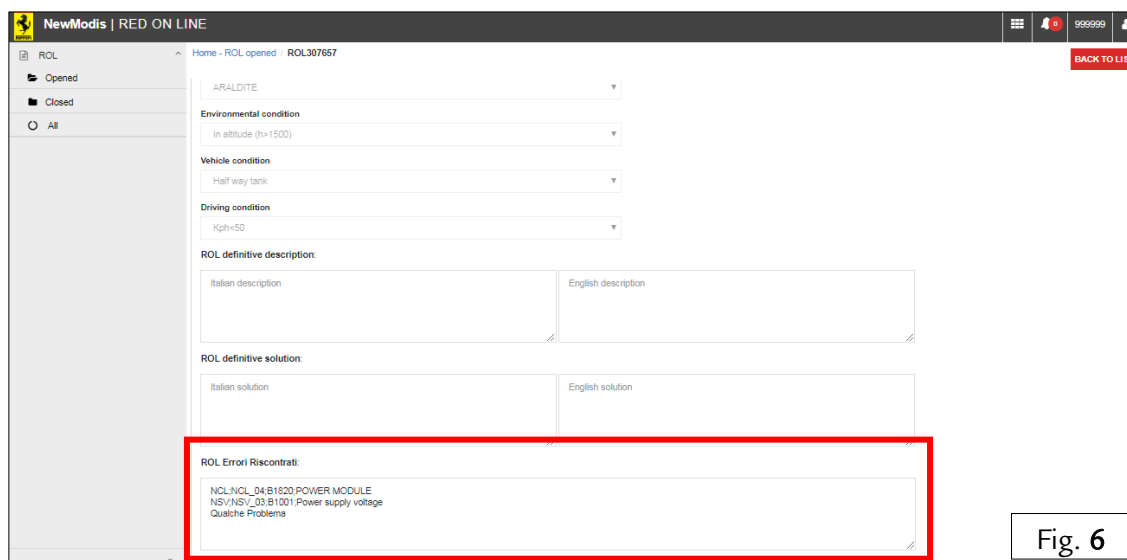 NewModis | RED ON LINE
0
999999
ROL
Opened
Closed
All
Home - ROL opened / ROL307657
BACK TO LIS
ARALDITE
Environmental condition
In altitude (h>1500)
Vehicle condition
Half way tank
Driving condition
Kph<50
ROL definitive description:
Italian description
English description
ROL definitive solution:
Italian solution
English solution
ROL Errori Riscontrati:
NCL;NCL_04;B1820;POWER MODULE
NSV;NSV_03;B1001;Power supply voltage
Qualche Problema
Fig. 6